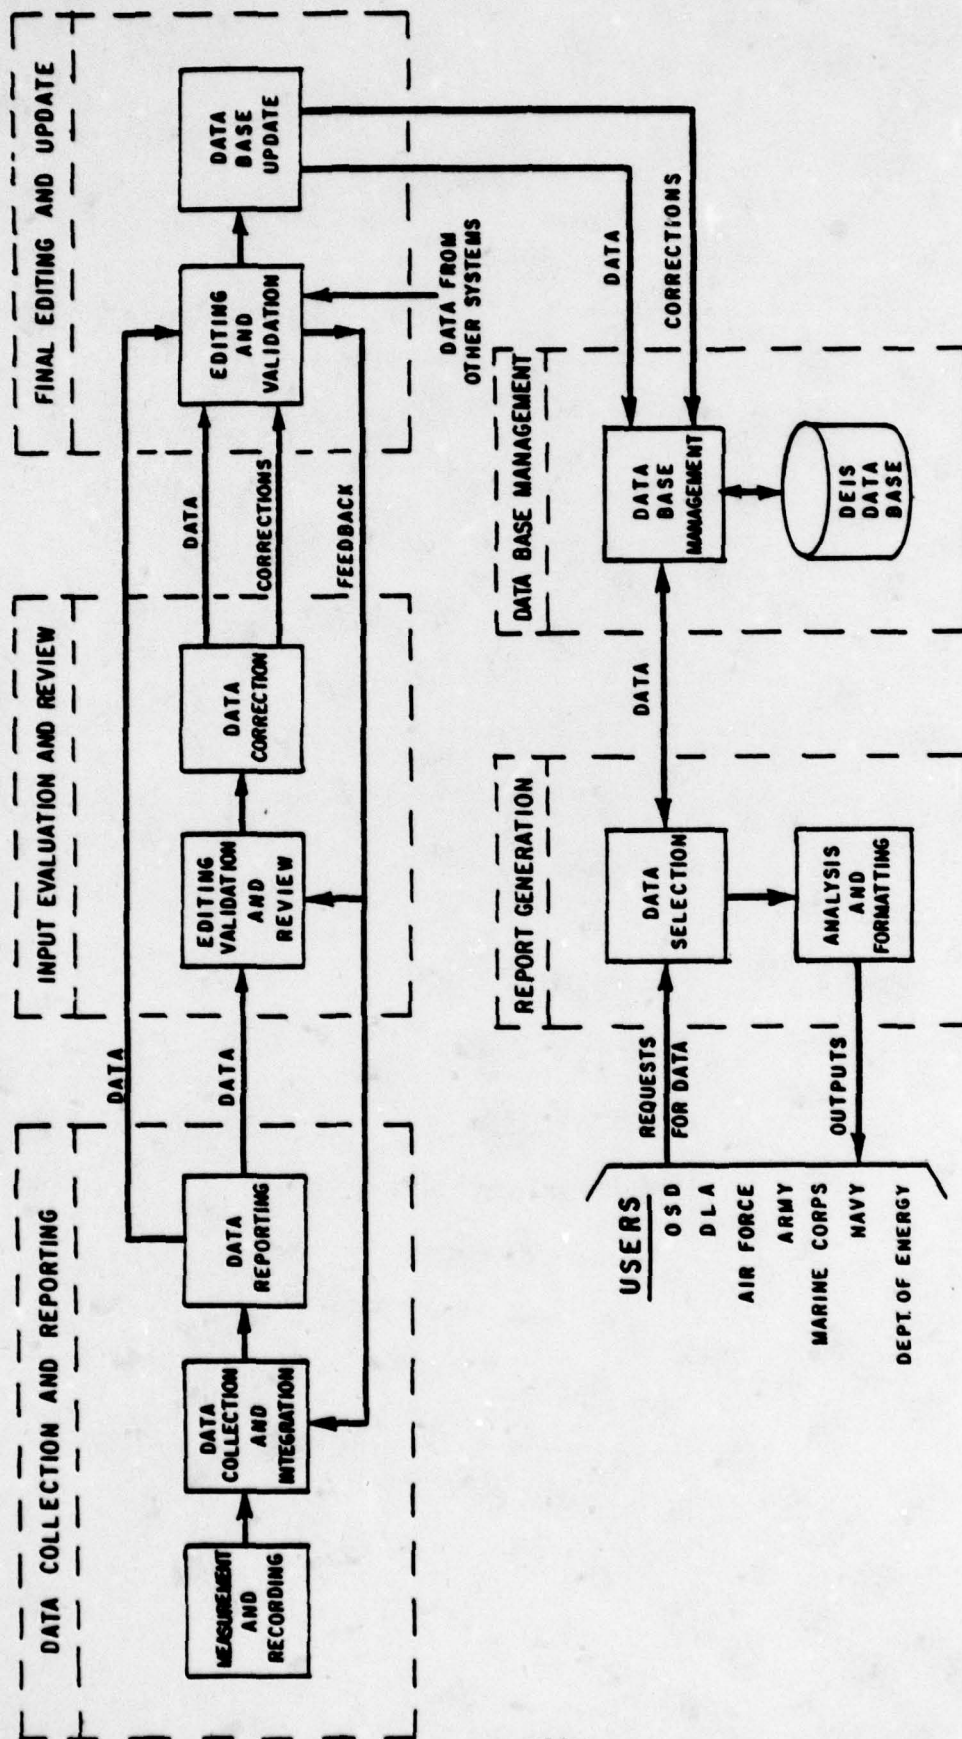 DATA COLLECTION AND REPORTING
MEASUREMENT
AND
RECORDING
DATA
COLLECTION
AND
INTEGRATION
DATA
REPORTING
DATA
DATA
INPUT EVALUATION AND REVIEW
EDITING
VALIDATION
AND
REVIEW
DATA
CORRECTION
DATA
CORRECTIONS
FEEDBACK
FINAL EDITING AND UPDATE
EDITING
AND
VALIDATION
DATA
BASE
UPDATE
DATA FROM
OTHER SYSTEMS
USERS
OSD
DLA
AIR FORCE
ARMY
MARINE CORPS
NAVY
DEPT. OF ENERGY
REQUESTS
FOR DATA
OUTPUTS
REPORT GENERATION
DATA
SELECTION
ANALYSIS
AND
FORMATTING
DATA
DATA BASE MANAGEMENT
DATA
BASE
MANAGEMENT
DEIS
DATA
BASE
DATA
CORRECTIONS